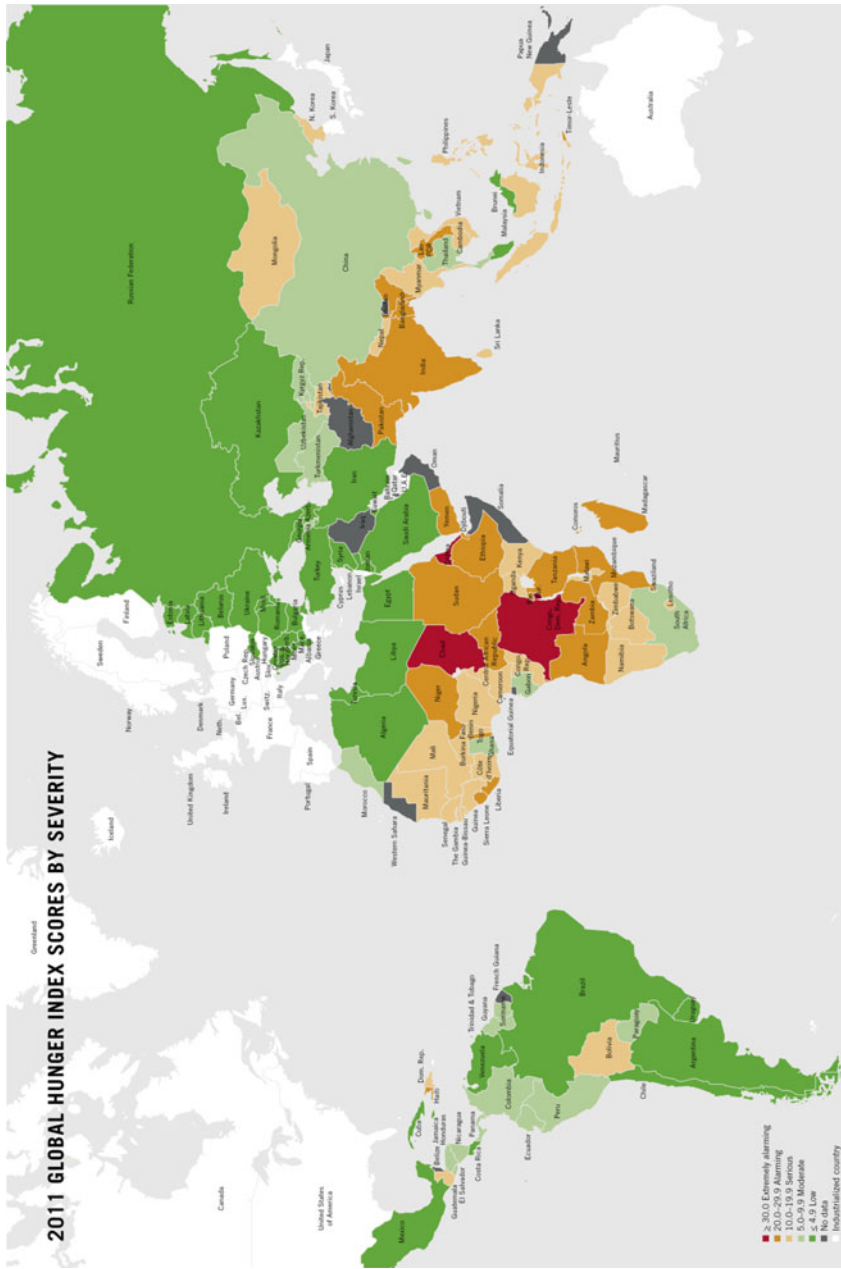 2011 GLOBAL HUNGER INDEX SCORES BY SEVERITY
Greenland
Iceland
Canada
United States
of America
Mexico
Cuba
Dom. Rep.
Haiti
Belize
Jamaica
Honduras
Guatemala
El Salvador
Nicaragua
Costa Rica
Panama
Trinidad & Tobago
Venezuela
Guyana
Suriname
French Guiana
Colombia
Ecuador
Peru
Brazil
Bolivia
Paraguay
Uruguay
Chile
Argentina
Norway
Sweden
Finland
Denmark
United Kingdom
Ireland
Neth.
Bel.
Lux.
Germany
Poland
Czech Rep.
France
Switz.
Italy
Spain
Portugal
Hungary
Greece
Estonia
Latvia
Lithuania
Belarus
Ukraine
Romania
Bulgaria
Russian Federation
Kazakhstan
Mongolia
China
N. Korea
S. Korea
Japan
Uzbekistan
Kyrgyz Rep.
Turkmenistan
Tajikistan
Afghanistan
Pakistan
India
Nepal
Bangladesh
Sri Lanka
Myanmar
Lao
PDR
Thailand
Cambodia
Vietnam
Philippines
Brunei
Malaysia
Indonesia
Timor-Leste
Papua
New Guinea
Australia
Turkey
Cyprus
Lebanon
Israel
Syria
Jordan
Iraq
Iran
Kuwait
Bahrain
Qatar
U.A.E.
Saudi Arabia
Oman
Yemen
Morocco
Western Sahara
Algeria
Tunisia
Libya
Egypt
Mauritania
Mali
Niger
Chad
Sudan
Djibouti
Ethiopia
Somalia
Senegal
The Gambia
Guinea-Bissau
Guinea
Sierra Leone
Liberia
Côte
d'Ivoire
Burkina Faso
Ghana
Togo
Benin
Nigeria
Cameroon
Central African
Republic
Equatorial Guinea
Gabon
Congo,
Rep.
Congo,
Dem. Rep.
Uganda
Kenya
Tanzania
Angola
Zambia
Malawi
Mozambique
Comoros
Madagascar
Mauritius
Zimbabwe
Namibia
Botswana
Swaziland
Lesotho
South
Africa
≥ 30.0 Extremely alarming
20.0–29.9 Alarming
10.0–19.9 Serious
5.0–9.9 Moderate
≤ 4.9 Low
No data
Industrialized country